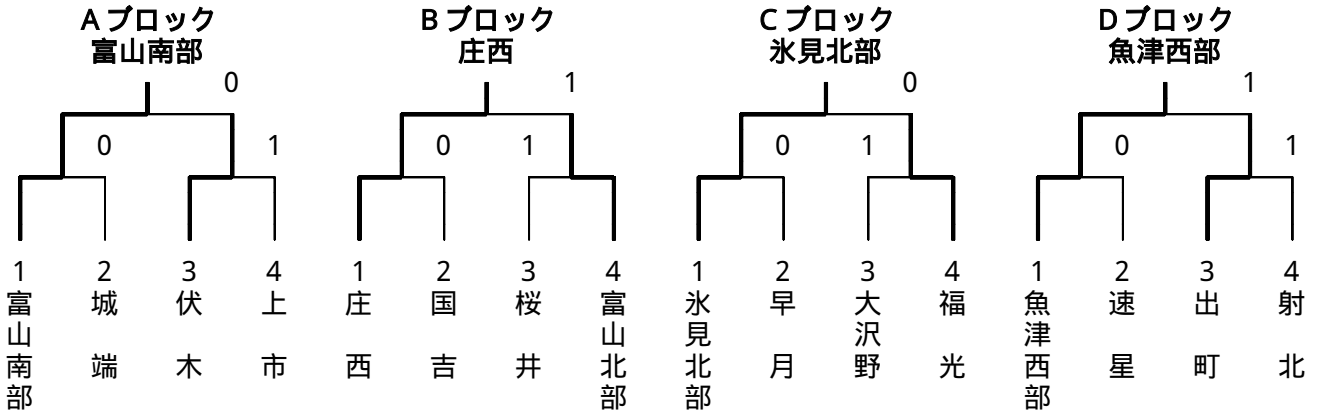 Aブロック Bブロック Cブロック Dブロック
富山南部 庄西 氷見北部 魚津西部
0 1 0 1
0 1 0 1 0 1 0 1
1 2 3 4 1 2 3 4 1 2 3 4 1 2 3 4
富山南部
城端
伏木
上市
庄西
国吉
桜井
富山北部
氷見北部
早月
大沢野
福光
魚津西部
速星
出町
射北